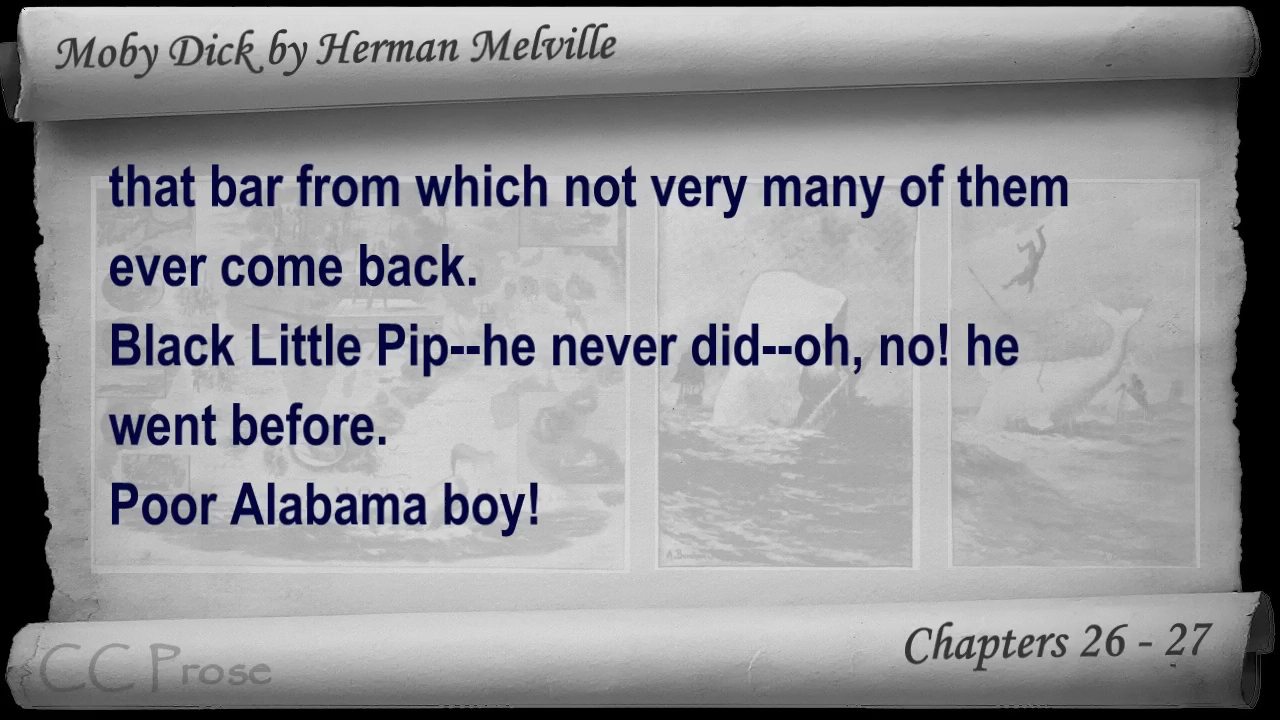 Moby Dick by Herman Melville
that bar from which not very many of them
ever come back.
Black Little Pip--he never did--oh, no! he
went before.
Poor Alabama boy!
Chapters 26 - 27
CC Prose